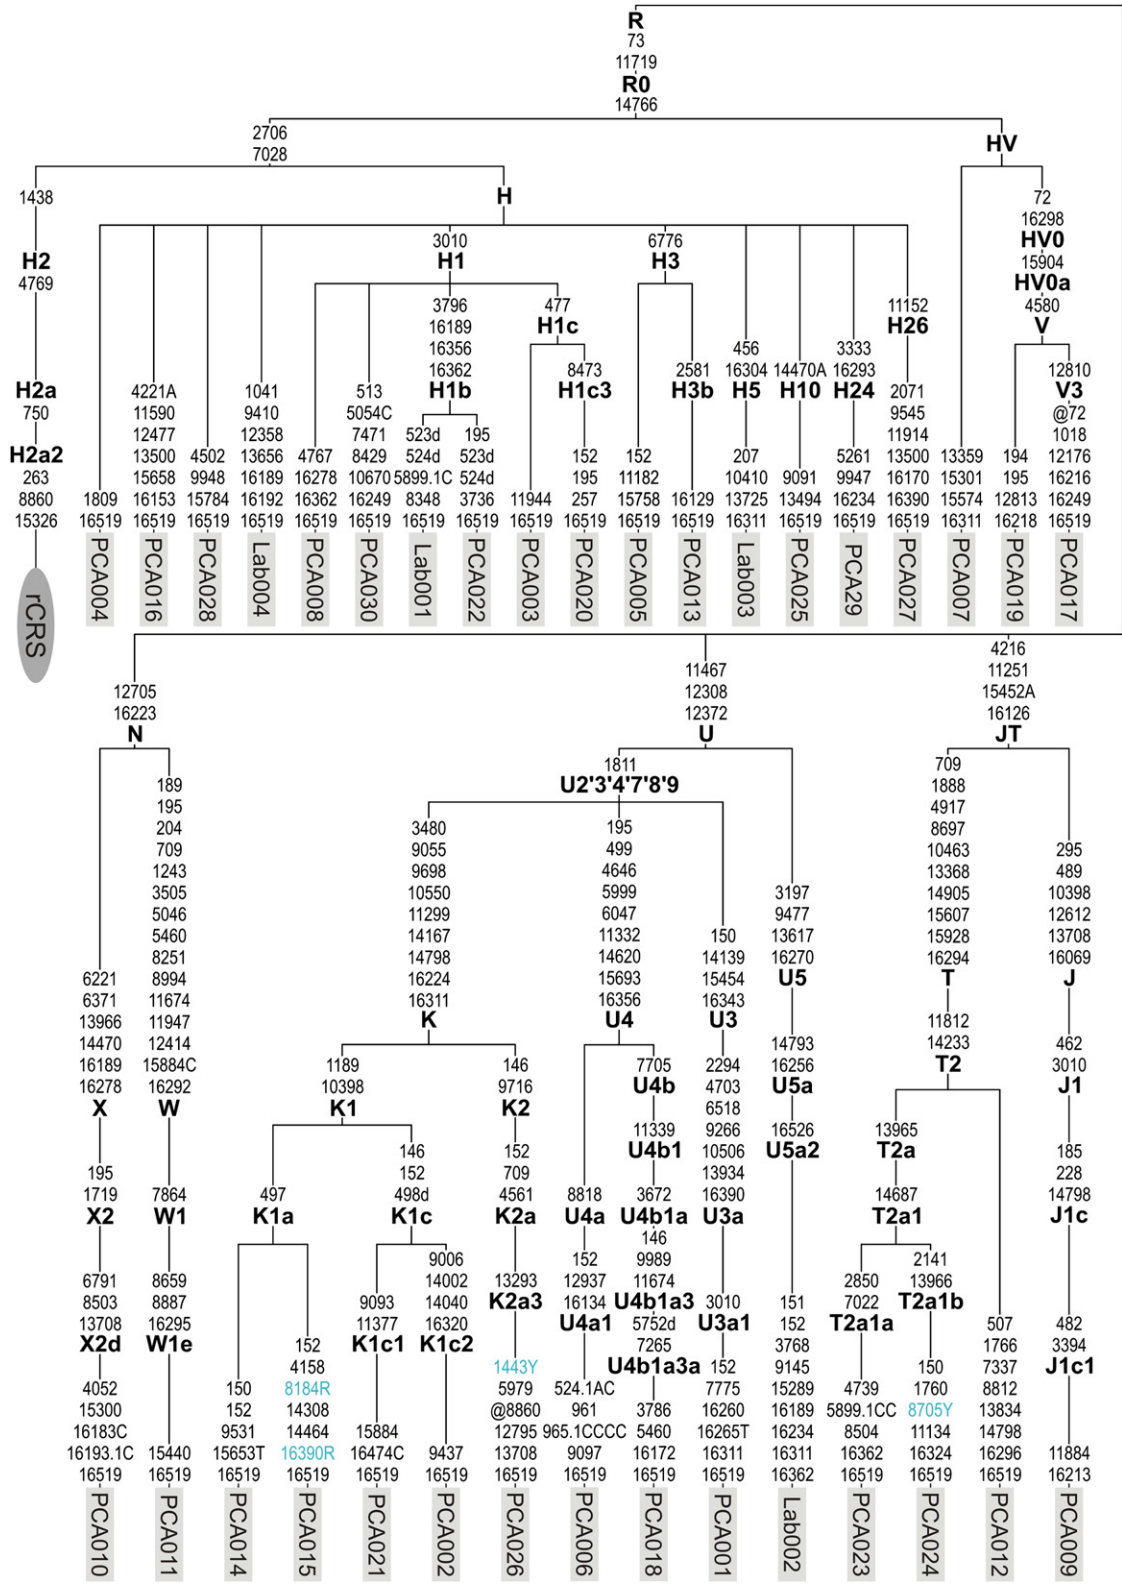 R
73
11719
R0
14766
2706
7028
HV
1438
H
72
16298
HV0
15904
HV0a
4580
V
H2
4769
3010
H1
6776
H3
3796
16189
16356
16362
H1b
477
H1c
11152
H26
H2a
750
H2a2
263
8860
15326
rCRS
1809
16519
PCA004
4221A
11590
12477
13500
15658
16153
16519
PCA016
4502
9948
15784
16519
PCA028
1041
9410
12358
13656
16189
16192
16519
Lab004
4767
16278
16362
16519
PCA008
513
5054C
7471
8429
10670
16249
16519
PCA030
523d
524d
5899.1C
8348
16519
Lab001
195
523d
524d
3736
16519
PCA022
11944
16519
PCA003
8473
H1c3
152
195
257
16519
PCA020
152
11182
15758
16519
PCA005
2581
H3b
16129
16519
PCA013
456
16304
H5
207
10410
13725
16311
Lab003
14470A
H10
9091
13494
16519
PCA025
3333
16293
H24
5261
9947
16234
16519
PCA29
2071
9545
11914
13500
16170
16390
16519
PCA027
13359
15301
15574
16311
PCA007
194
195
12813
16218
PCA019
12810
V3
@72
1018
12176
16216
16249
16519
PCA017
12705
16223
N
11467
12308
12372
U
4216
11251
15452A
16126
JT
6221
6371
13966
14470
16189
16278
X
195
1719
X2
6791
8503
13708
X2d
4052
15300
16183C
16193.1C
16519
PCA010
189
195
204
709
1243
3505
5046
5460
8251
8994
11674
11947
12414
15884C
16292
W
7864
W1
8659
8887
16295
W1e
15440
16519
PCA011
1811
U2'3'4'7'8'9
3480
9055
9698
10550
11299
14167
14798
16224
16311
K
1189
10398
K1
497
K1a
150
152
9531
15653T
16519
PCA014
152
4158
8184R
14308
14464
16390R
16519
PCA015
146
152
498d
K1c
9093
11377
K1c1
15884
16474C
16519
PCA021
9006
14002
14040
16320
K1c2
9437
16519
PCA002
146
9716
K2
152
709
4561
K2a
13293
K2a3
1443Y
5979
@8860
12795
13708
16519
PCA026
195
499
4646
5999
6047
11332
14620
15693
16356
U4
8818
U4a
152
12937
16134
U4a1
524.1AC
961
965.1CCCC
9097
16519
PCA006
7705
U4b
11339
U4b1
3672
U4b1a
146
9989
11674
U4b1a3
5752d
7265
U4b1a3a
3786
5460
16172
16519
PCA018
150
14139
15454
16343
U3
2294
4703
6518
9266
10506
13934
16390
U3a
3010
U3a1
152
7775
16260
16265T
16311
16519
PCA001
3197
9477
13617
16270
U5
14793
16256
U5a
16526
U5a2
151
152
3768
9145
15289
16189
16234
16311
16362
Lab002
709
1888
4917
8697
10463
13368
14905
15607
15928
16294
T
11812
14233
T2
13965
T2a
14687
T2a1
2850
7022
T2a1a
4739
5899.1CC
8504
16362
16519
PCA023
2141
13966
T2a1b
150
1760
8705Y
11134
16324
16519
PCA024
507
1766
7337
8812
13834
14798
16296
16519
PCA012
295
489
10398
12612
13708
16069
J
462
3010
J1
185
228
14798
J1c
482
3394
J1c1
11884
16213
PCA009